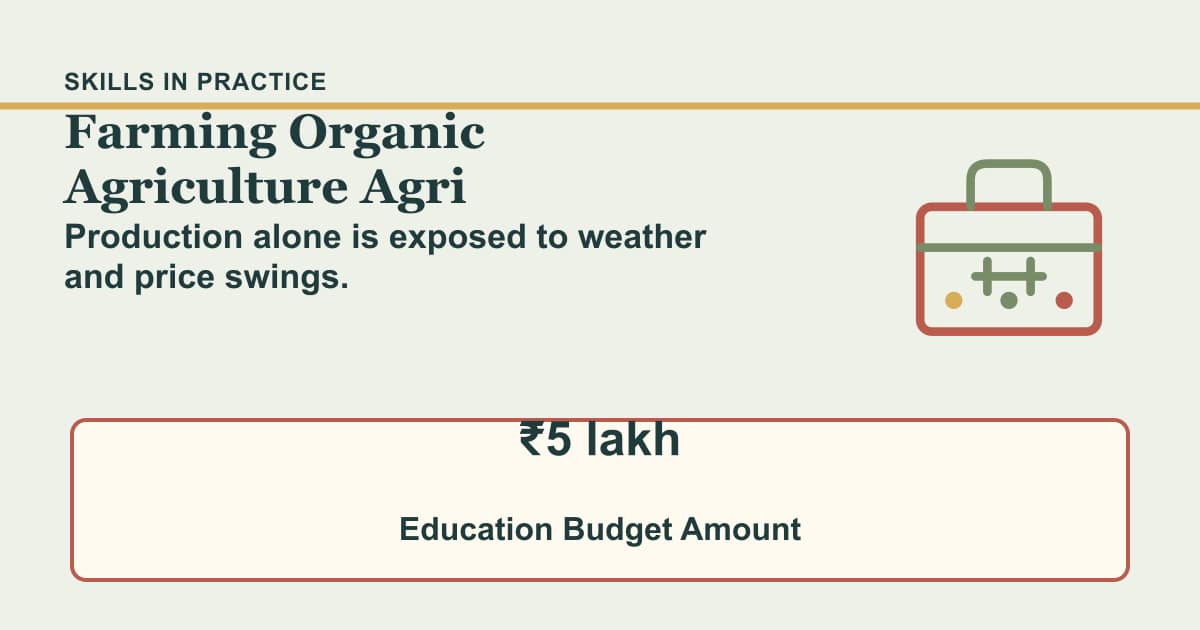 SKILLS IN PRACTICE
Farming Organic
Agriculture Agri
Production alone is exposed to weather
and price swings.
₹5 lakh
Education Budget Amount